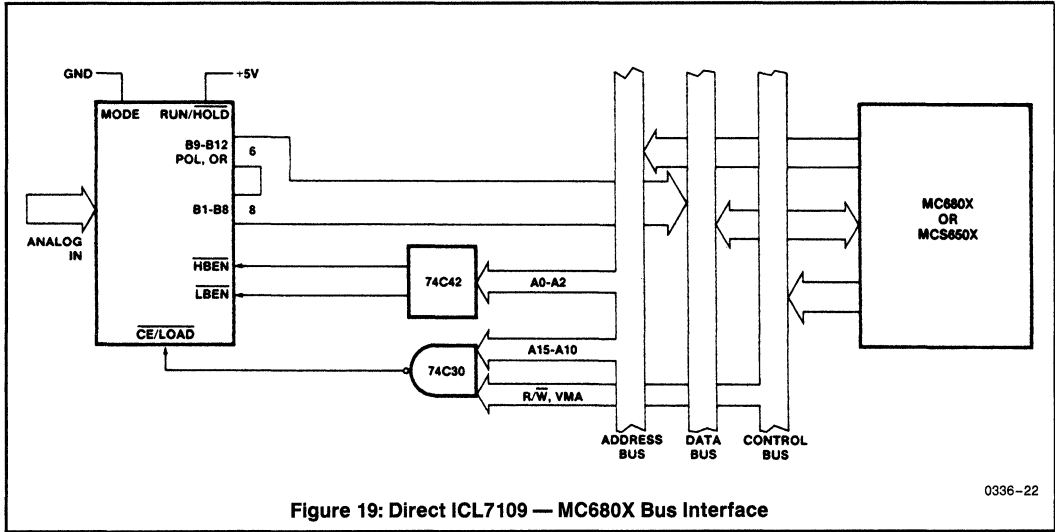 GND
+5V
MODE RUN/HOLD
B9-B12
POL, OR
6
B1-B8
8
ANALOG
IN
HBEN
LBEN
CE/LOAD
74C42
A0-A2
74C30
A15-A10
R/W, VMA
ADDRESS
BUS
DATA
BUS
CONTROL
BUS
MC680X
OR
MCS650X
0336-22
Figure 19: Direct ICL7109 — MC680X Bus Interface